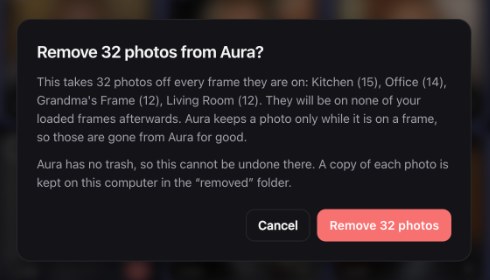 Remove 32 photos from Aura?
This takes 32 photos off every frame they are on: Kitchen (15), Office (14),
Grandma's Frame (12), Living Room (12). They will be on none of your
loaded frames afterwards. Aura keeps a photo only while it is on a frame,
so those are gone from Aura for good.
Aura has no trash, so this cannot be undone there. A copy of each photo is
kept on this computer in the “removed” folder.
Cancel
Remove 32 photos